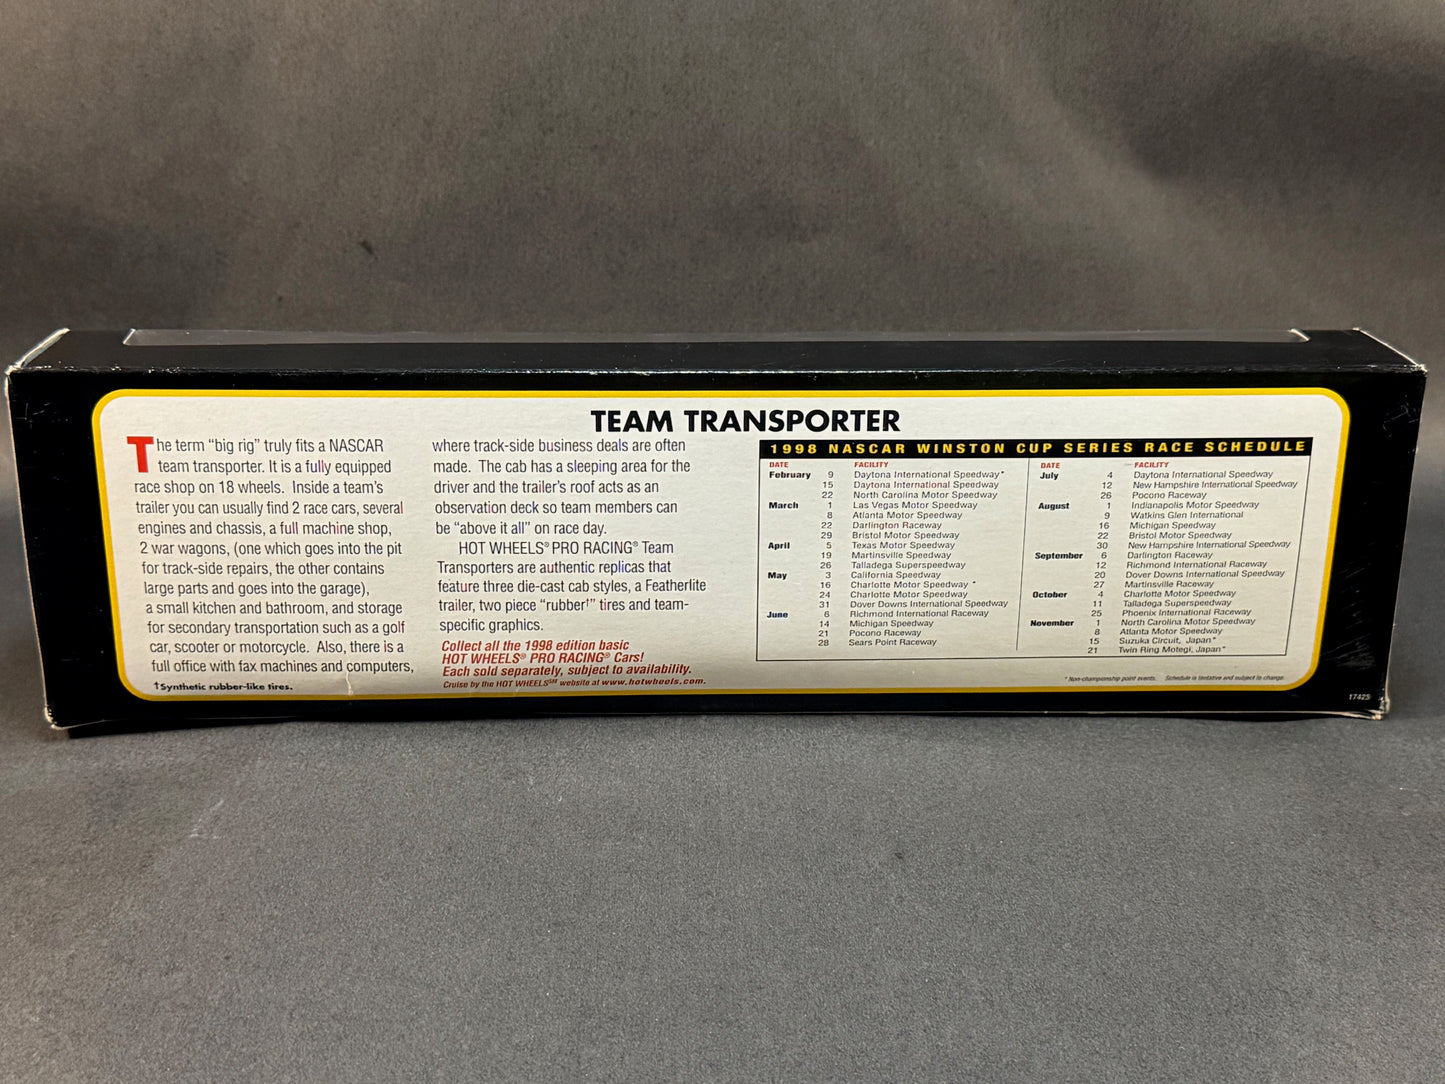 TEAM TRANSPORTER
The term “big rig” truly fits a NASCAR
team transporter. It is a fully equipped
race shop on 18 wheels. Inside a team's
trailer you can usually find 2 race cars, several
engines and chassis, a full machine shop,
2 war wagons, (one which goes into the pit
for track-side repairs, the other contains
large parts and goes into the garage),
a small kitchen and bathroom, and storage
for secondary transportation such as a golf
car, scooter or motorcycle. Also, there is a
full office with fax machines and computers,
†Synthetic rubber-like tires.
where track-side business deals are often
made. The cab has a sleeping area for the
driver and the trailer's roof acts as an
observation deck so team members can
be “above it all” on race day.
HOT WHEELS® PRO RACING® Team
Transporters are authentic replicas that
feature three die-cast cab styles, a Featherlite
trailer, two piece “rubber†” tires and team-
specific graphics.
Collect all the 1998 edition basic
HOT WHEELS® PRO RACING® Cars!
Each sold separately, subject to availability.
Cruise by the HOT WHEELS℠ website at www.hotwheels.com.
1998 NASCAR WINSTON CUP SERIES RACE SCHEDULE
DATE FACILITY
February 9 Daytona International Speedway*
15 Daytona International Speedway
22 North Carolina Motor Speedway
March 1 Las Vegas Motor Speedway
8 Atlanta Motor Speedway
22 Darlington Raceway
29 Bristol Motor Speedway
April 5 Texas Motor Speedway
19 Martinsville Speedway
26 Talladega Superspeedway
May 3 California Speedway
16 Charlotte Motor Speedway *
24 Charlotte Motor Speedway
31 Dover Downs International Speedway
June 6 Richmond International Raceway
14 Michigan Speedway
21 Pocono Raceway
28 Sears Point Raceway
DATE FACILITY
July 4 Daytona International Speedway
12 New Hampshire International Speedway
26 Pocono Raceway
August 1 Indianapolis Motor Speedway
9 Watkins Glen International
16 Michigan Speedway
22 Bristol Motor Speedway
30 New Hampshire International Speedway
September 6 Darlington Raceway
12 Richmond International Raceway
20 Dover Downs International Speedway
27 Martinsville Raceway
October 4 Charlotte Motor Speedway
11 Talladega Superspeedway
25 Phoenix International Raceway
November 1 North Carolina Motor Speedway
8 Atlanta Motor Speedway
15 Suzuka Circuit, Japan*
21 Twin Ring Motegi, Japan*
* Non-championship point events. Schedule is tentative and subject to change.
17425